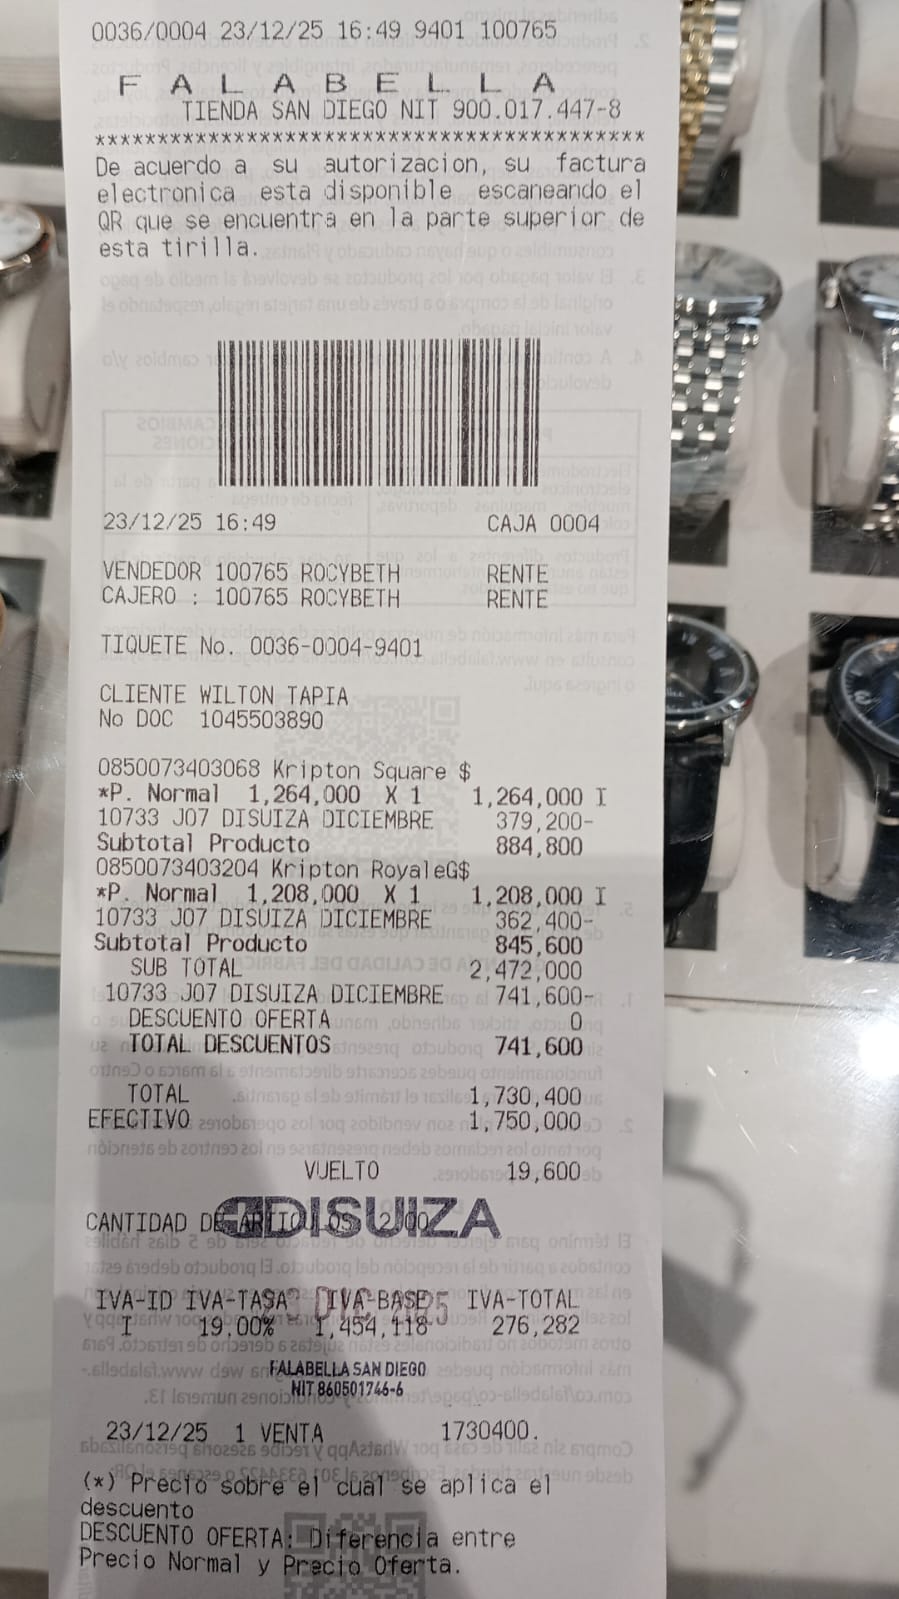 0036/0004 23/12/25 16:49 9401 100765
F A L A B E L L A
TIENDA SAN DIEGO NIT 900.017.447-8
********************************************
De acuerdo a su autorizacion, su factura
electronica esta disponible escaneando el
QR que se encuentra en la parte superior de
esta tirilla.
23/12/25 16:49 CAJA 0004
VENDEDOR 100765 ROCYBETH RENTE
CAJERO : 100765 ROCYBETH RENTE
TIQUETE No. 0036-0004-9401
CLIENTE WILTON TAPIA
No DOC 1045503890
0850073403068 Kripton Square $
*P. Normal 1,264,000 X 1 1,264,000 I
10733 J07 DISUIZA DICIEMBRE 379,200-
Subtotal Producto 884,800
0850073403204 Kripton RoyaleG$
*P. Normal 1,208,000 X 1 1,208,000 I
10733 J07 DISUIZA DICIEMBRE 362,400-
Subtotal Producto 845,600
SUB TOTAL 2,472,000
10733 J07 DISUIZA DICIEMBRE 741,600-
DESCUENTO OFERTA 0
TOTAL DESCUENTOS 741,600
TOTAL 1,730,400
EFECTIVO 1,750,000
VUELTO 19,600
DISUIZA
CANTIDAD DE ARTICULOS 2.00
IVA-ID IVA-TASA IVA-BASE IVA-TOTAL
I 19.00% 1,454,118 276,282
FALABELLA SAN DIEGO
NIT 860501746-6
23/12/25 1 VENTA 1730400.
(*) Precio sobre el cual se aplica el
descuento
DESCUENTO OFERTA: Diferencia entre
Precio Normal y Precio Oferta.